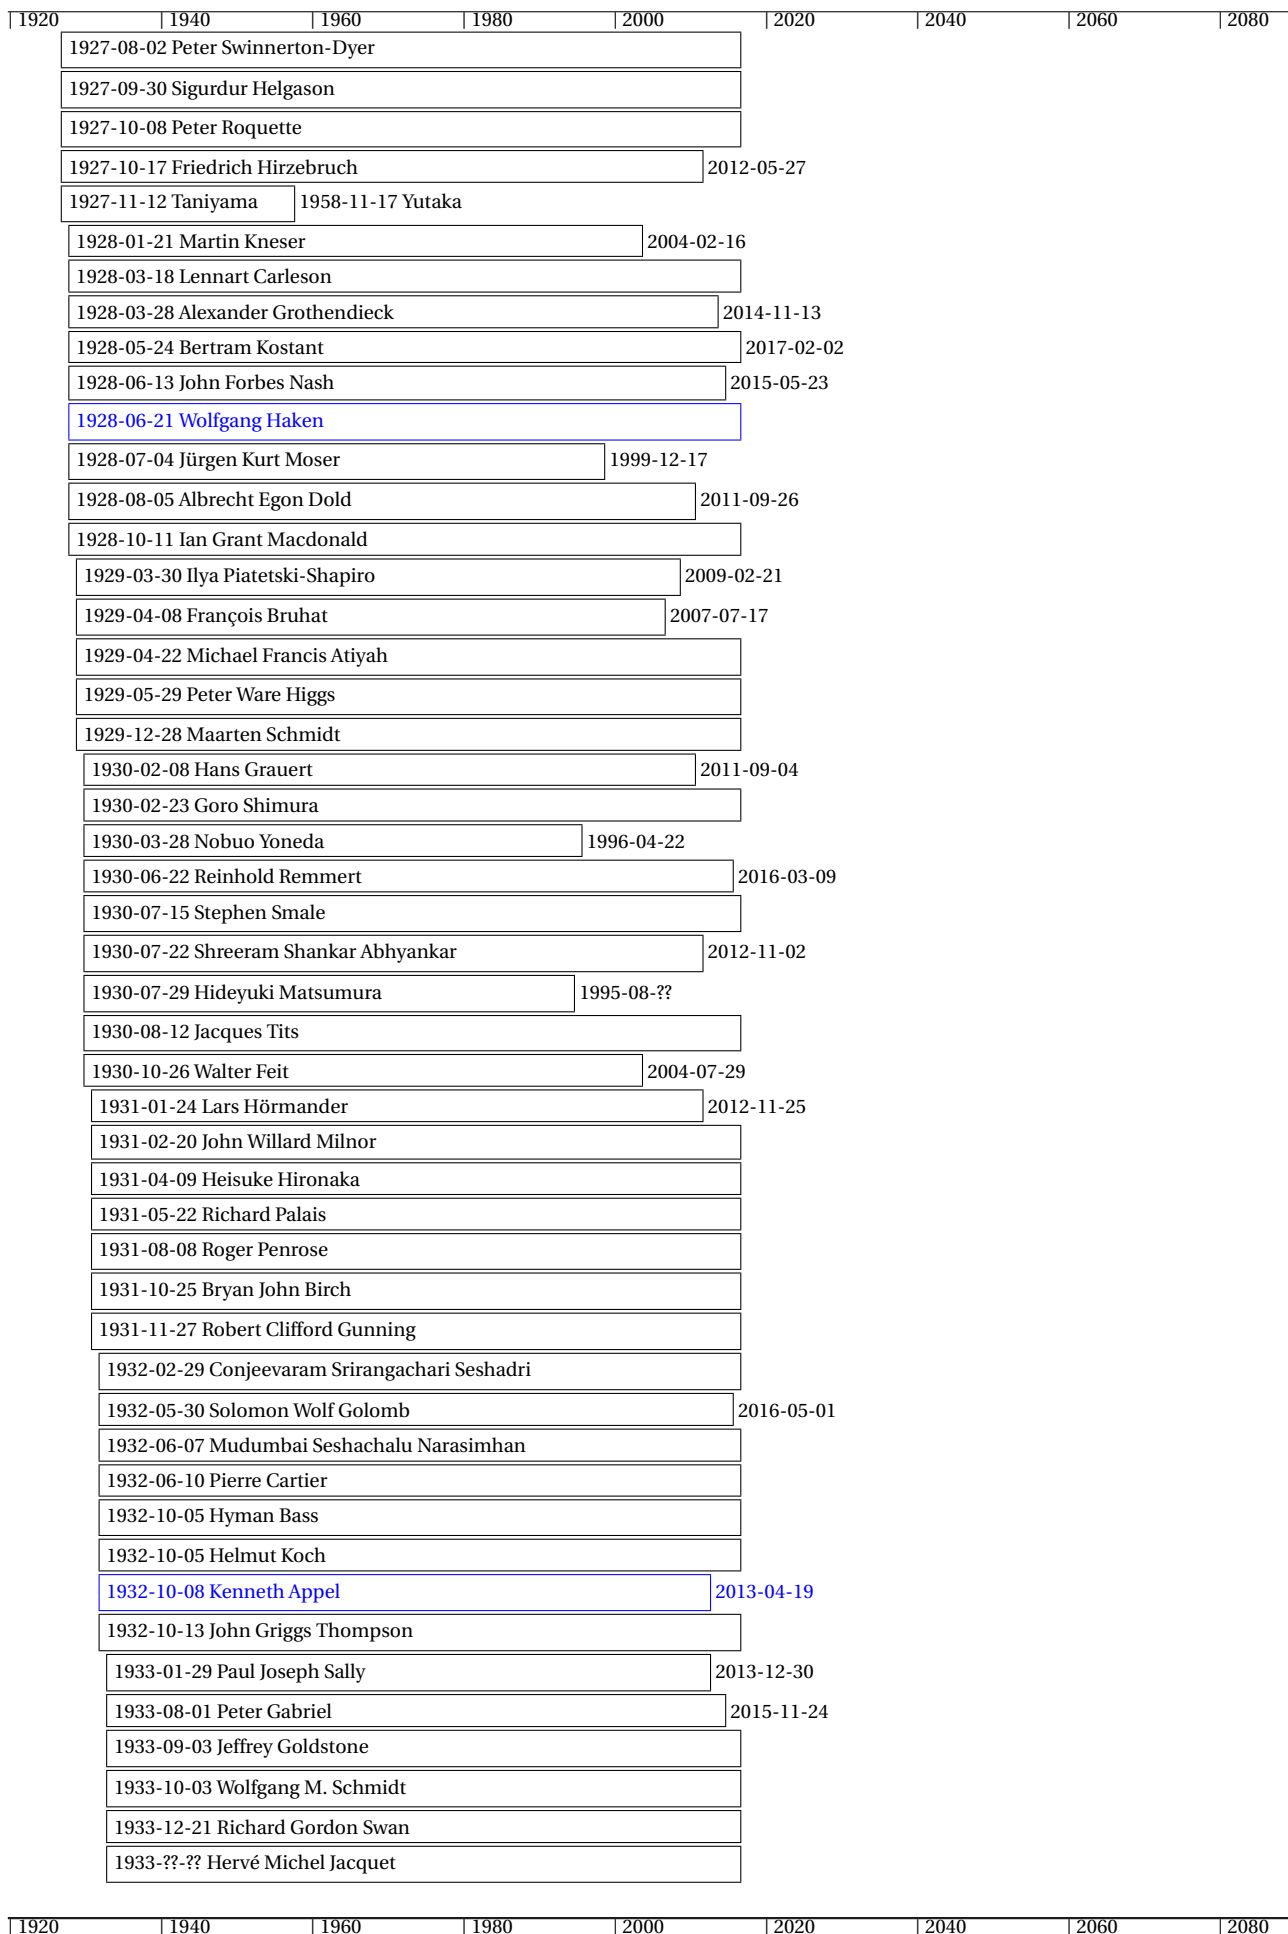 1920 1940 1960 1980 2000 2020 2040 2060 2080
1927-08-02 Peter Swinnerton-Dyer
1927-09-30 Sigurdur Helgason
1927-10-08 Peter Roquette
1927-10-17 Friedrich Hirzebruch 2012-05-27
1927-11-12 Taniyama 1958-11-17 Yutaka
1928-01-21 Martin Kneser 2004-02-16
1928-03-18 Lennart Carleson
1928-03-28 Alexander Grothendieck 2014-11-13
1928-05-24 Bertram Kostant 2017-02-02
1928-06-13 John Forbes Nash 2015-05-23
1928-06-21 Wolfgang Haken
1928-07-04 Jürgen Kurt Moser 1999-12-17
1928-08-05 Albrecht Egon Dold 2011-09-26
1928-10-11 Ian Grant Macdonald
1929-03-30 Ilya Piatetski-Shapiro 2009-02-21
1929-04-08 François Bruhat 2007-07-17
1929-04-22 Michael Francis Atiyah
1929-05-29 Peter Ware Higgs
1929-12-28 Maarten Schmidt
1930-02-08 Hans Grauert 2011-09-04
1930-02-23 Goro Shimura
1930-03-28 Nobuo Yoneda 1996-04-22
1930-06-22 Reinhold Remmert 2016-03-09
1930-07-15 Stephen Smale
1930-07-22 Shreeram Shankar Abhyankar 2012-11-02
1930-07-29 Hideyuki Matsumura 1995-08-??
1930-08-12 Jacques Tits
1930-10-26 Walter Feit 2004-07-29
1931-01-24 Lars Hörmander 2012-11-25
1931-02-20 John Willard Milnor
1931-04-09 Heisuke Hironaka
1931-05-22 Richard Palais
1931-08-08 Roger Penrose
1931-10-25 Bryan John Birch
1931-11-27 Robert Clifford Gunning
1932-02-29 Conjeevaram Srirangachari Seshadri
1932-05-30 Solomon Wolf Golomb 2016-05-01
1932-06-07 Mudumbai Seshachalu Narasimhan
1932-06-10 Pierre Cartier
1932-10-05 Hyman Bass
1932-10-05 Helmut Koch
1932-10-08 Kenneth Appel 2013-04-19
1932-10-13 John Griggs Thompson
1933-01-29 Paul Joseph Sally 2013-12-30
1933-08-01 Peter Gabriel 2015-11-24
1933-09-03 Jeffrey Goldstone
1933-10-03 Wolfgang M. Schmidt
1933-12-21 Richard Gordon Swan
1933-??-?? Hervé Michel Jacquet
1920 1940 1960 1980 2000 2020 2040 2060 2080